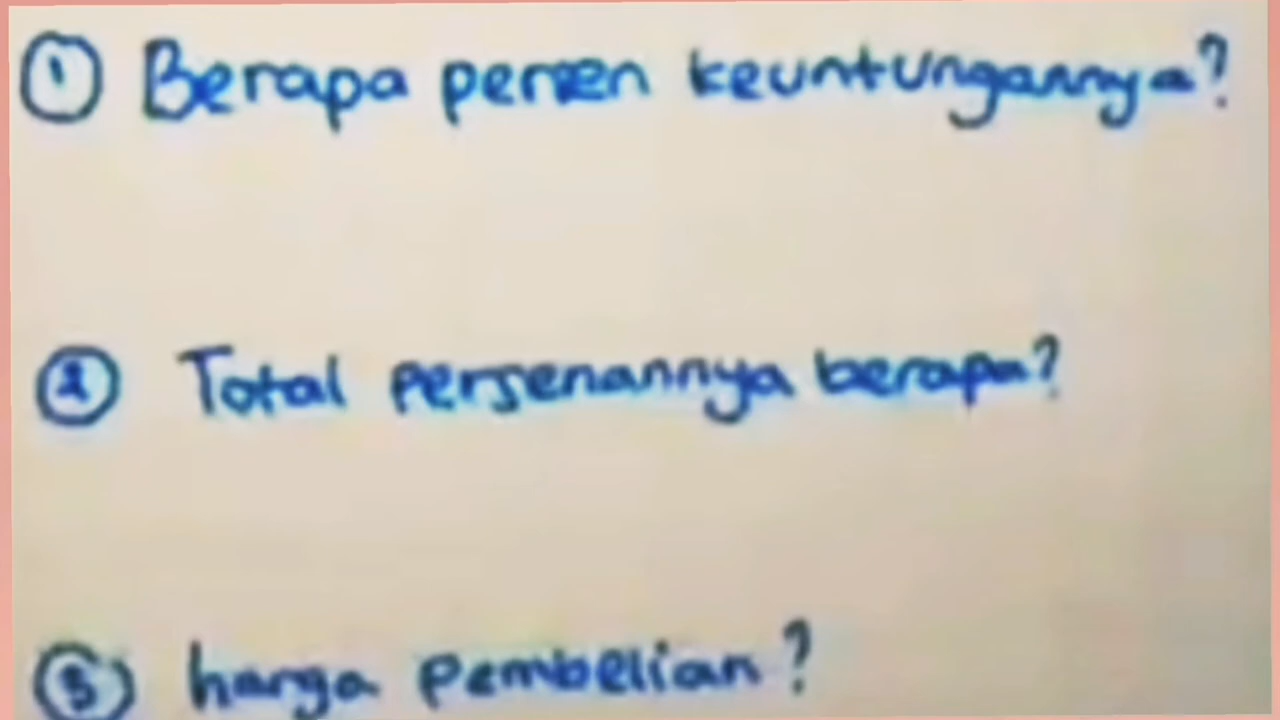 ① Berapa persen keuntungannya?
② Total persenannya berapa?
③ harga pembelian?